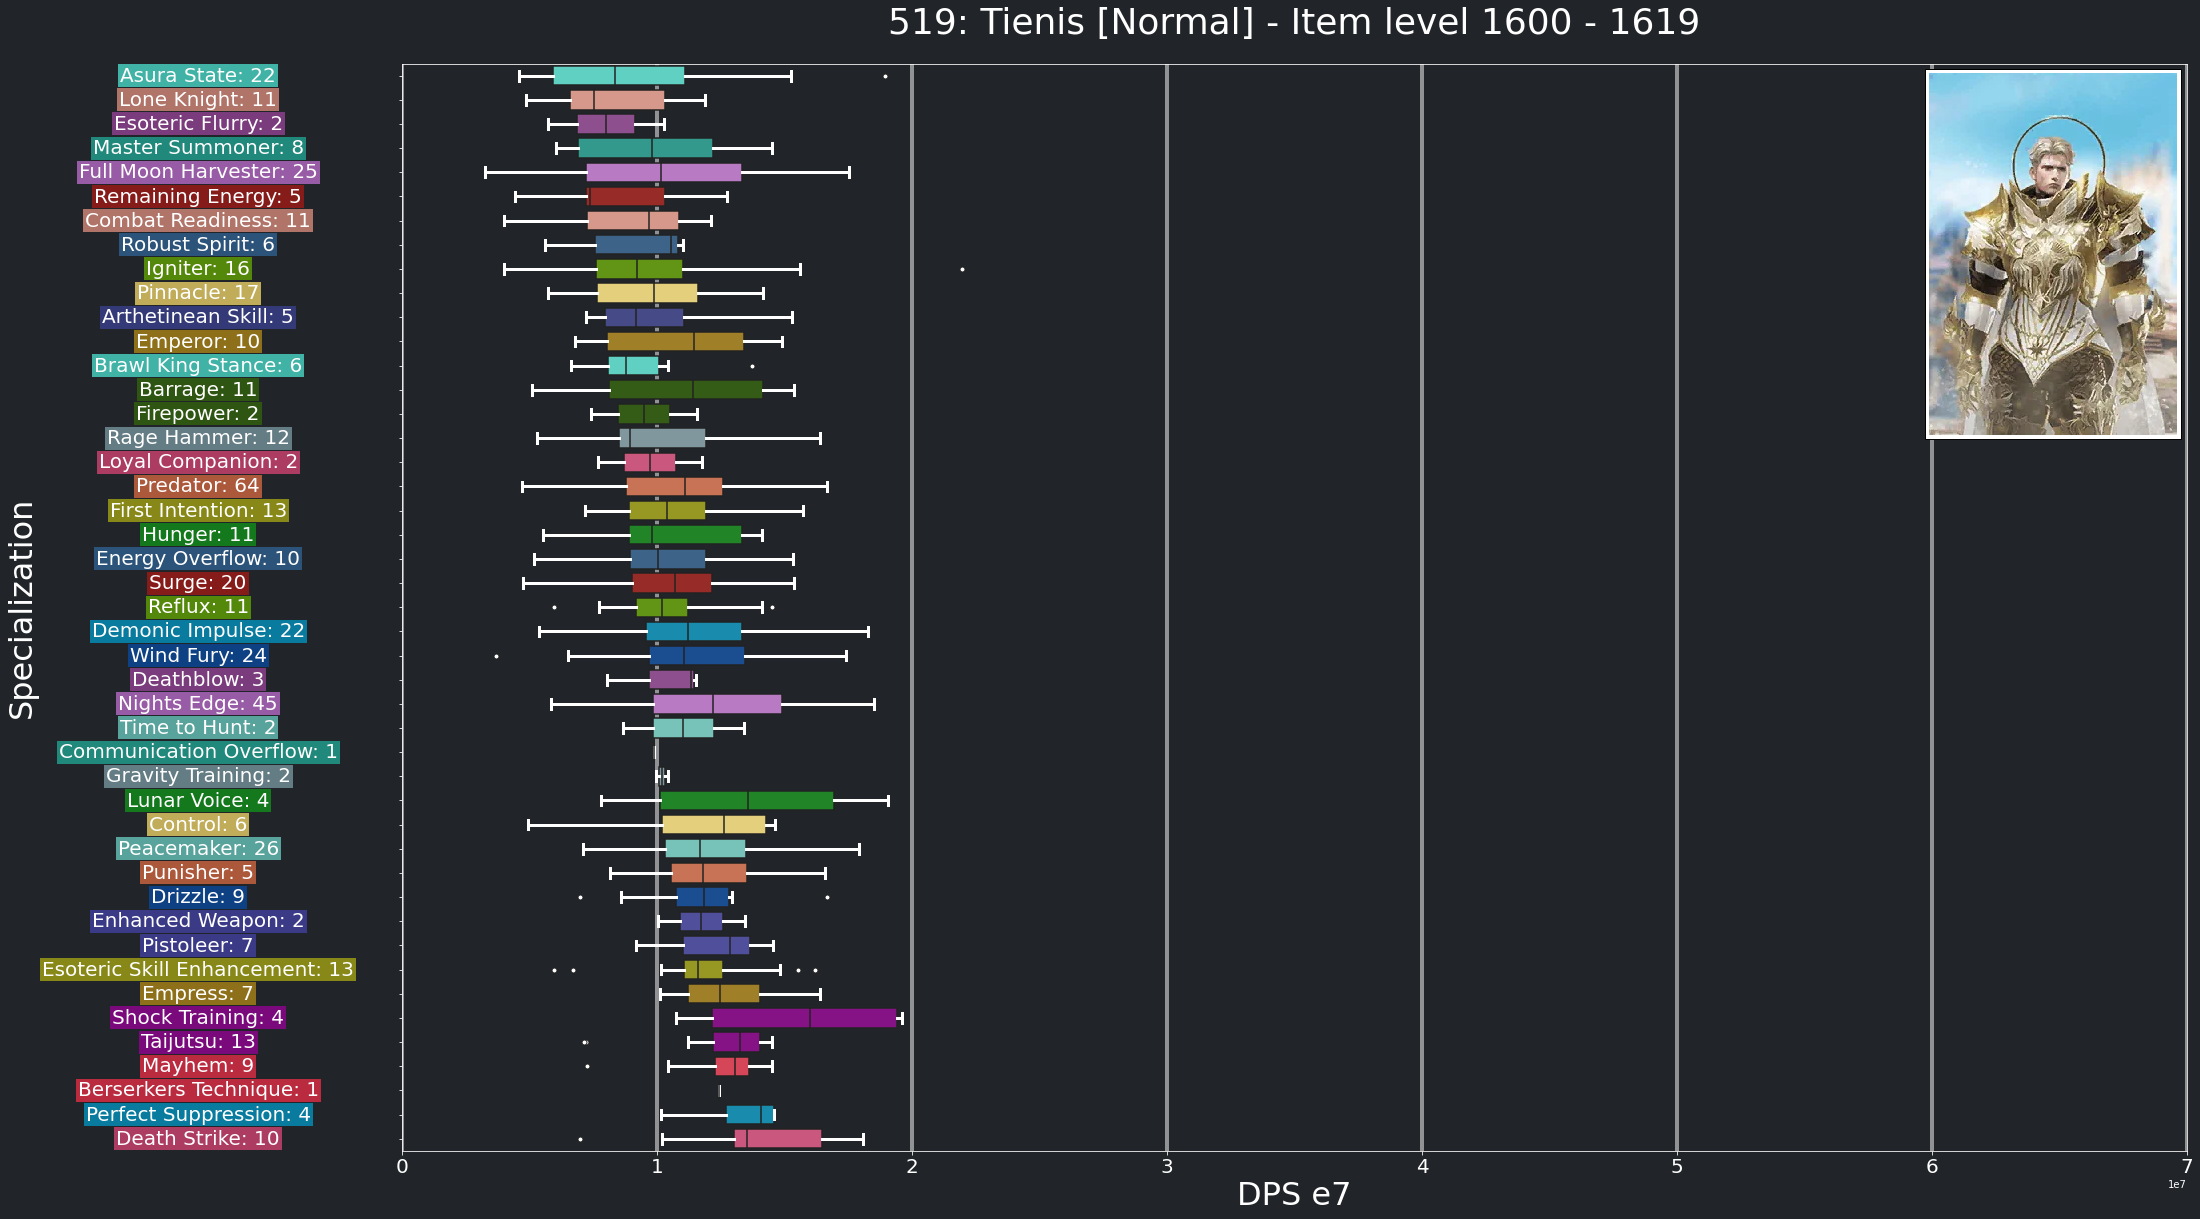 519: Tienis [Normal] - Item level 1600 - 1619
Specialization
Asura State: 22
Lone Knight: 11
Esoteric Flurry: 2
Master Summoner: 8
Full Moon Harvester: 25
Remaining Energy: 5
Combat Readiness: 11
Robust Spirit: 6
Igniter: 16
Pinnacle: 17
Arthetinean Skill: 5
Emperor: 10
Brawl King Stance: 6
Barrage: 11
Firepower: 2
Rage Hammer: 12
Loyal Companion: 2
Predator: 64
First Intention: 13
Hunger: 11
Energy Overflow: 10
Surge: 20
Reflux: 11
Demonic Impulse: 22
Wind Fury: 24
Deathblow: 3
Nights Edge: 45
Time to Hunt: 2
Communication Overflow: 1
Gravity Training: 2
Lunar Voice: 4
Control: 6
Peacemaker: 26
Punisher: 5
Drizzle: 9
Enhanced Weapon: 2
Pistoleer: 7
Esoteric Skill Enhancement: 13
Empress: 7
Shock Training: 4
Taijutsu: 13
Mayhem: 9
Berserkers Technique: 1
Perfect Suppression: 4
Death Strike: 10
0 1 2 3 4 5 6 7
1e7
DPS e7